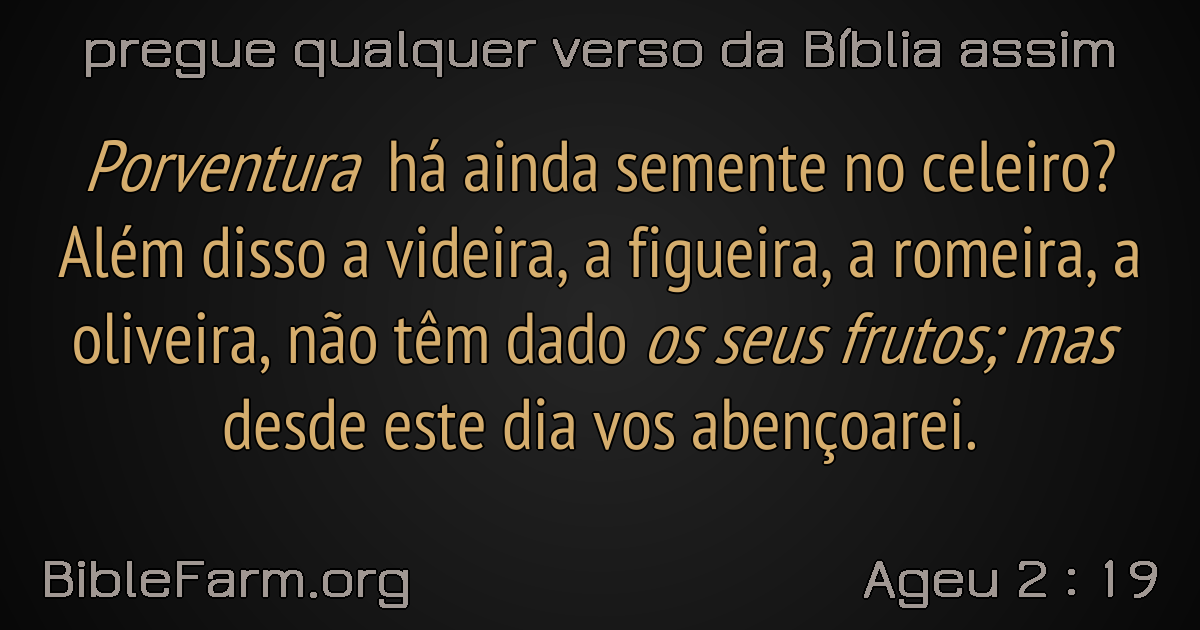 pregue qualquer verso da Bíblia assim
Porventura há ainda semente no celeiro?
Além disso a videira, a figueira, a romeira, a
oliveira, não têm dado os seus frutos; mas
desde este dia vos abençoarei.
BibleFarm.org
Ageu 2 : 19